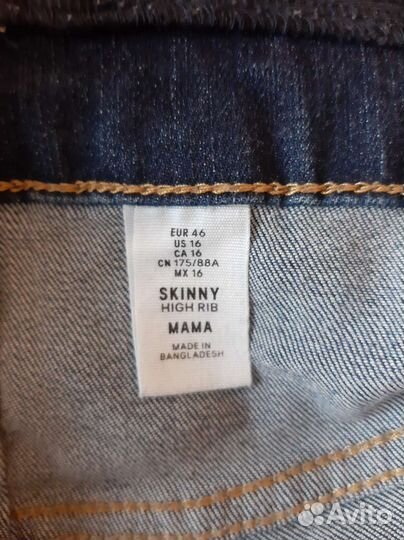 EUR 46
US 16
CA 16
CN 175/88A
MX 16
SKINNY
HIGH RIB
MAMA
MADE IN
BANGLADESH
Avito